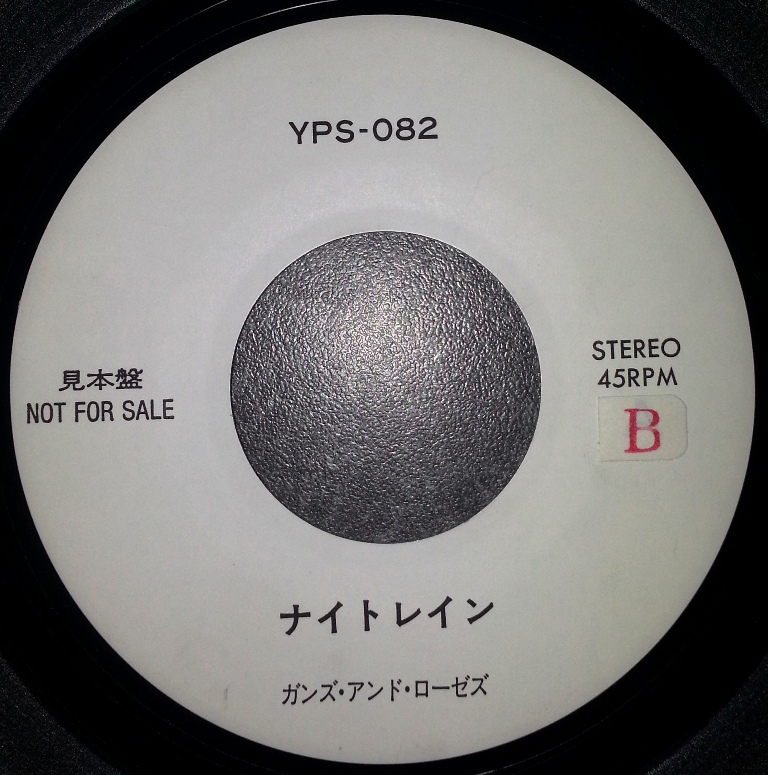 YPS-082
見本盤
NOT FOR SALE
STEREO
45RPM
B
ナイトレイン
ガンズ・アンド・ローゼズ